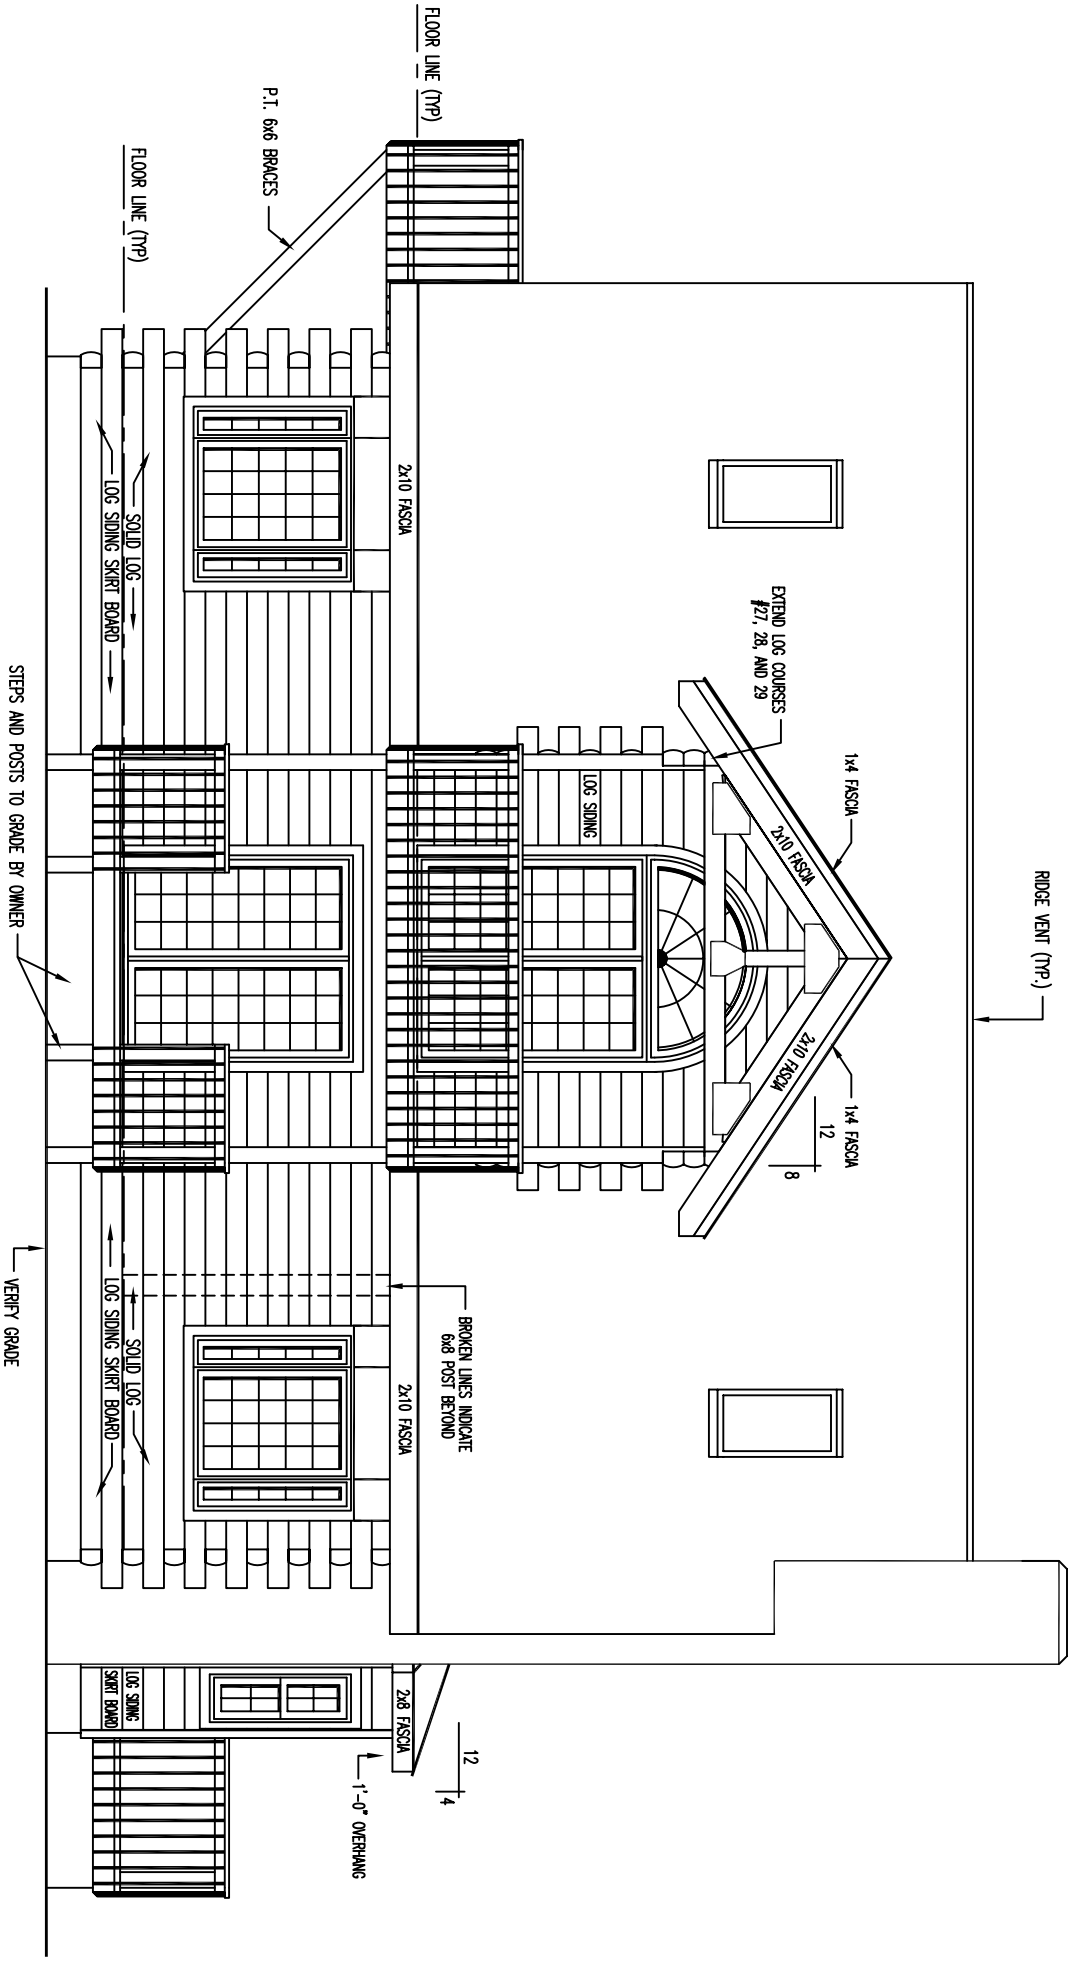 RIDGE VENT (TYP.)
1x4 FASCIA
1x4 FASCIA
2x10 FASCIA
2x10 FASCIA
12
8
EXTEND LOG COURSES
#27, 28, AND 29
LOG SIDING
FLOOR LINE (TYP)
2x10 FASCIA
BROKEN LINES INDICATE
6x8 POST BEYOND
2x10 FASCIA
12
4
2x8 FASCIA
1'-0" OVERHANG
P.T. 6x6 BRACES
FLOOR LINE (TYP)
SOLID LOG
LOG SIDING SKIRT BOARD
SOLID LOG
LOG SIDING SKIRT BOARD
LOG SIDING
SKIRT BOARD
STEPS AND POSTS TO GRADE BY OWNER
VERIFY GRADE